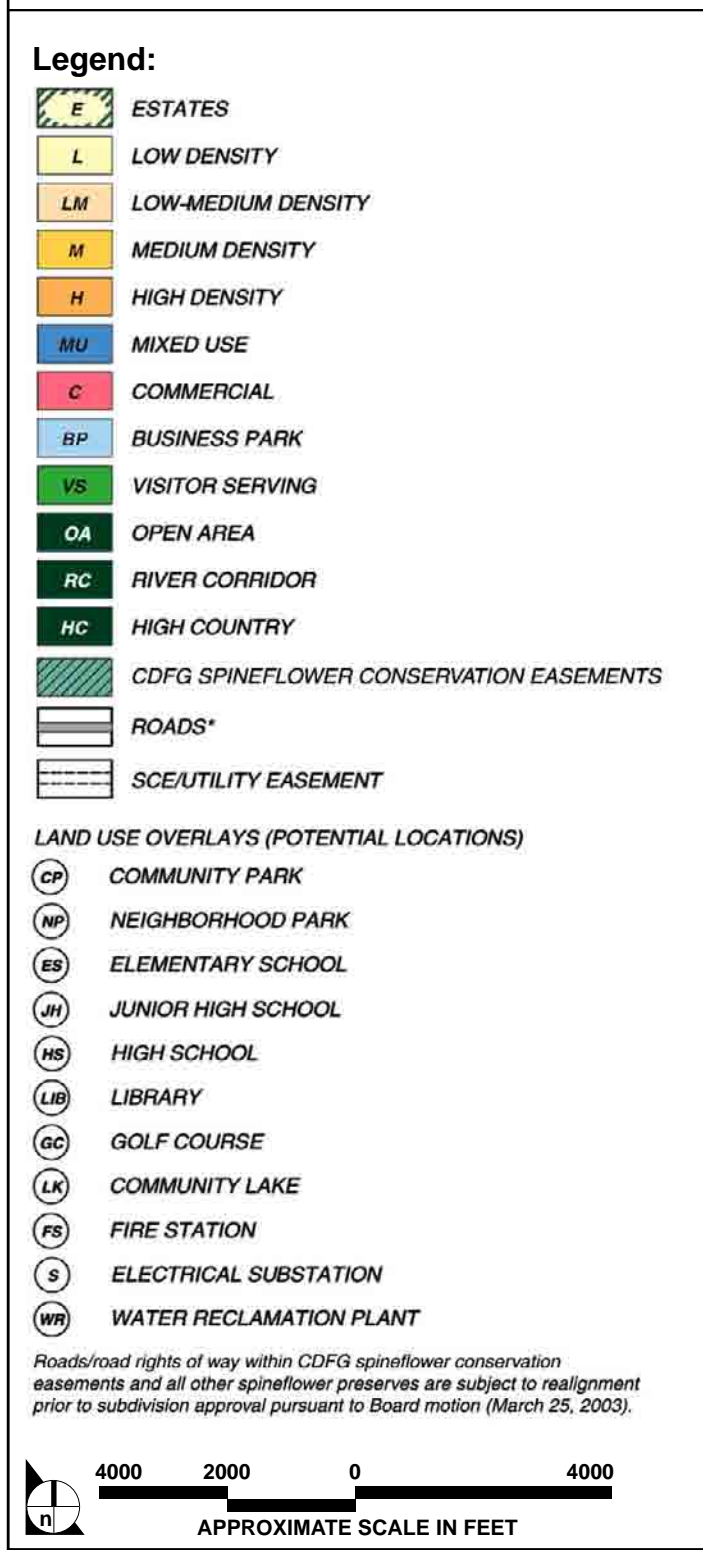 Legend:
E ESTATES
L LOW DENSITY
LM LOW-MEDIUM DENSITY
M MEDIUM DENSITY
H HIGH DENSITY
MU MIXED USE
C COMMERCIAL
BP BUSINESS PARK
VS VISITOR SERVING
OA OPEN AREA
RC RIVER CORRIDOR
HC HIGH COUNTRY
CDFG SPINEFLOWER CONSERVATION EASEMENTS
ROADS*
SCE/UTILITY EASEMENT
LAND USE OVERLAYS (POTENTIAL LOCATIONS)
CP COMMUNITY PARK
NP NEIGHBORHOOD PARK
ES ELEMENTARY SCHOOL
JH JUNIOR HIGH SCHOOL
HS HIGH SCHOOL
LIB LIBRARY
GC GOLF COURSE
LK COMMUNITY LAKE
FS FIRE STATION
S ELECTRICAL SUBSTATION
WR WATER RECLAMATION PLANT
Roads/road rights of way within CDFG spineflower conservation
easements and all other spineflower preserves are subject to realignment
prior to subdivision approval pursuant to Board motion (March 25, 2003).
4000 2000 0 4000
n
APPROXIMATE SCALE IN FEET